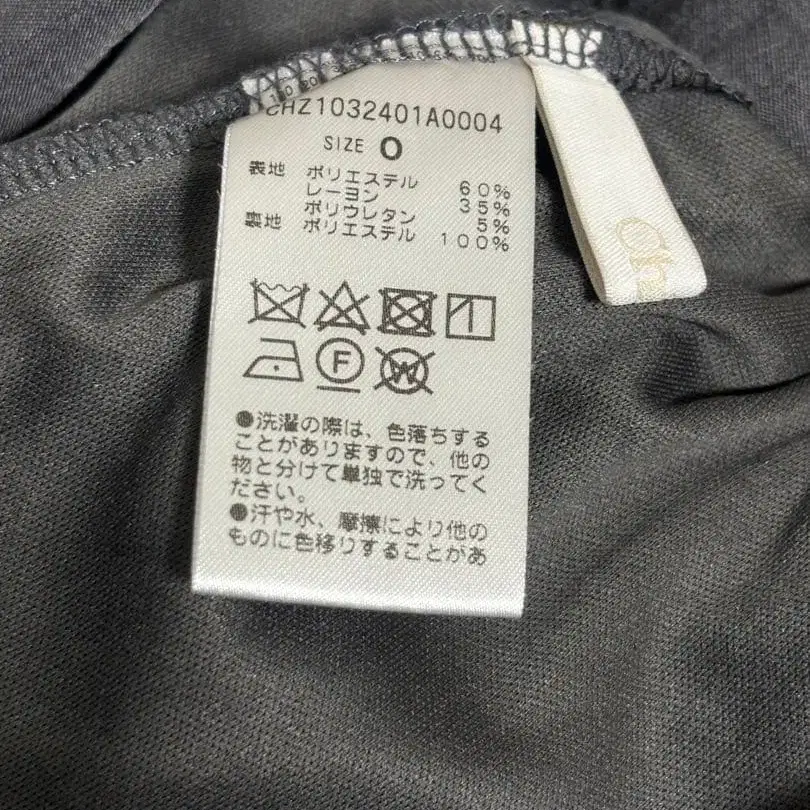 CHZ1032401A0004
SIZE 0
表地 ポリエステル 60%
レーヨン 35%
ポリウレタン 5%
裏地 ポリエステル 100%
F
W
●洗濯の際は、色落ちする
ことがありますので、他の
物と分けて単独で洗ってく
ださい。
●汗や水、摩擦により他の
ものに色移りすることがあ
Ch